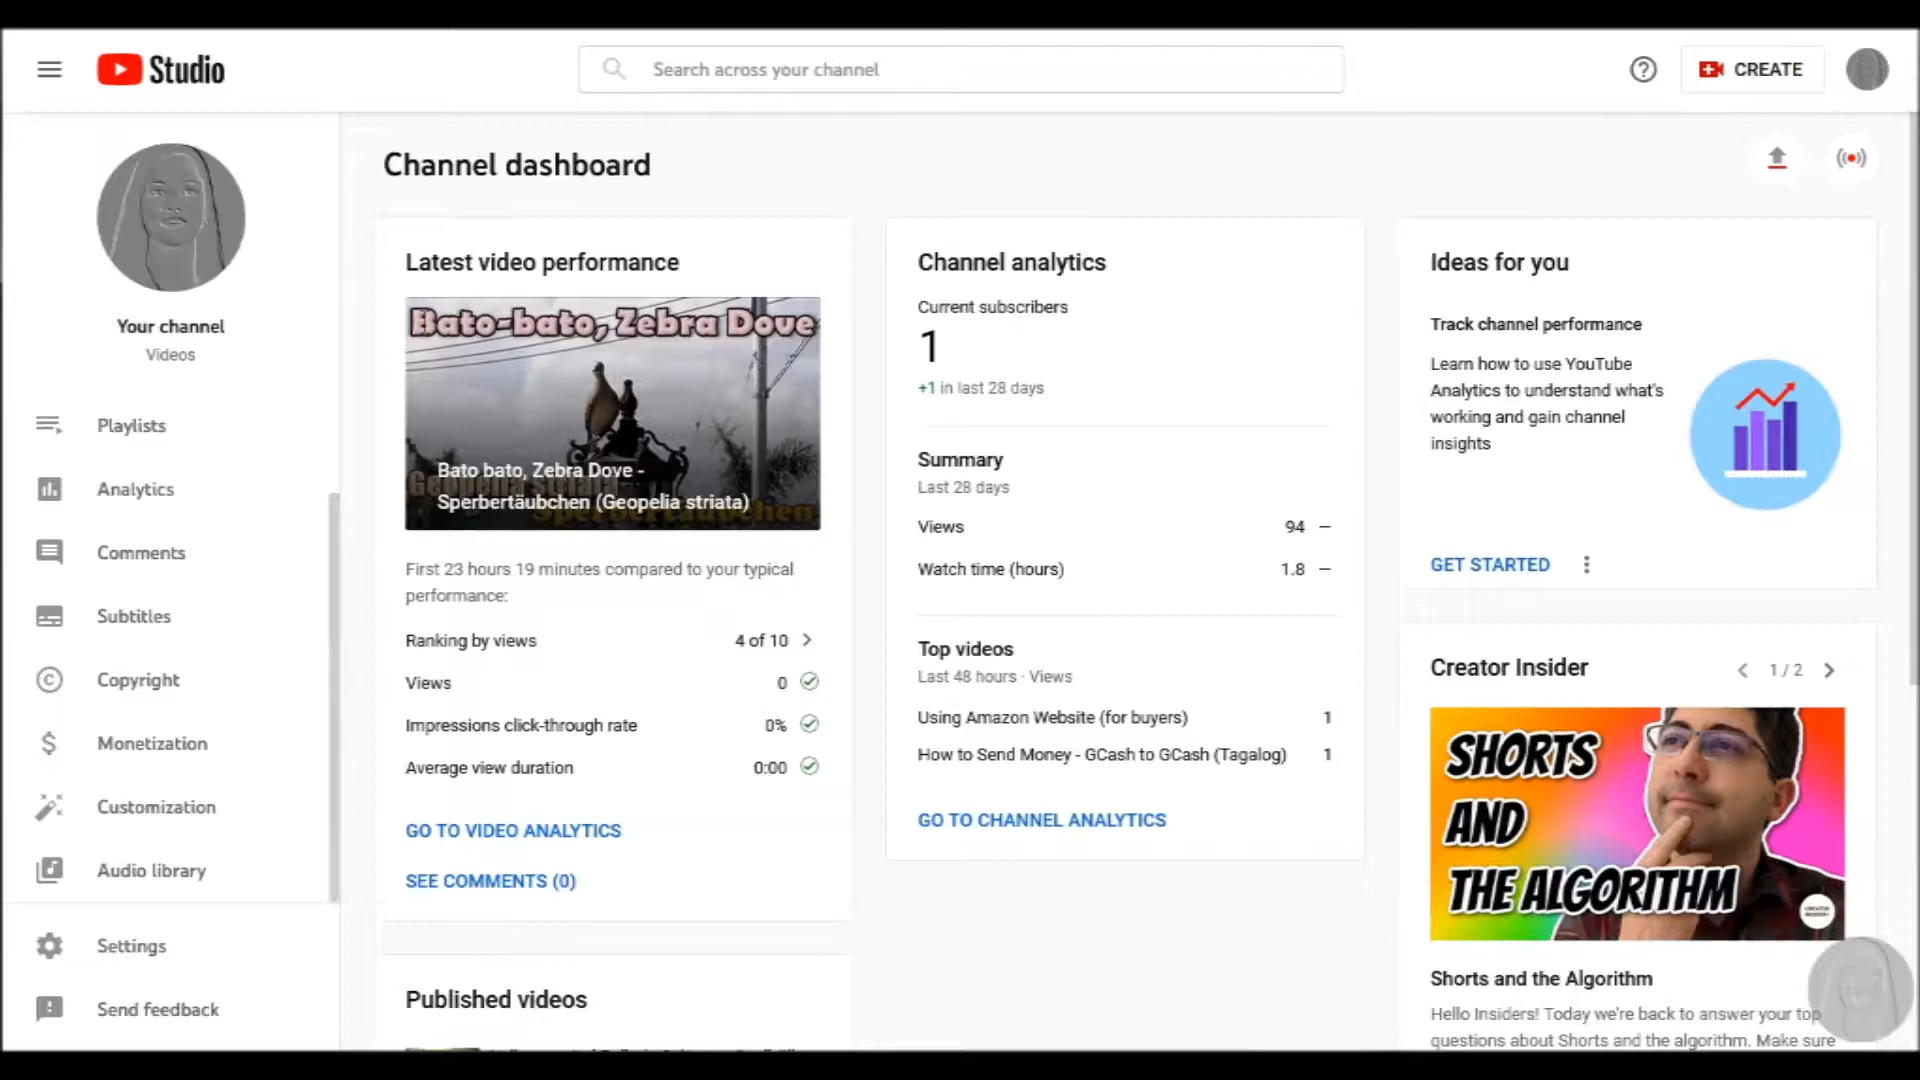 Studio
Search across your channel
CREATE
Your channel
Videos
Playlists
Analytics
Comments
Subtitles
Copyright
Monetization
Customization
Audio library
Settings
Send feedback
Channel dashboard
Latest video performance
Bato-bato, Zebra Dove
Bato bato, Zebra Dove -
Sperbertäubchen (Geopelia striata)
First 23 hours 19 minutes compared to your typical
performance:
Ranking by views 4 of 10
Views 0
Impressions click-through rate 0%
Average view duration 0:00
GO TO VIDEO ANALYTICS
SEE COMMENTS (0)
Published videos
Channel analytics
Current subscribers
1
+1 in last 28 days
Summary
Last 28 days
Views 94 —
Watch time (hours) 1.8 —
Top videos
Last 48 hours · Views
Using Amazon Website (for buyers) 1
How to Send Money - GCash to GCash (Tagalog) 1
GO TO CHANNEL ANALYTICS
Ideas for you
Track channel performance
Learn how to use YouTube
Analytics to understand what's
working and gain channel
insights
GET STARTED
Creator Insider 1 / 2
SHORTS
AND
THE ALGORITHM
Shorts and the Algorithm
Hello Insiders! Today we're back to answer your top
questions about Shorts and the algorithm. Make sure